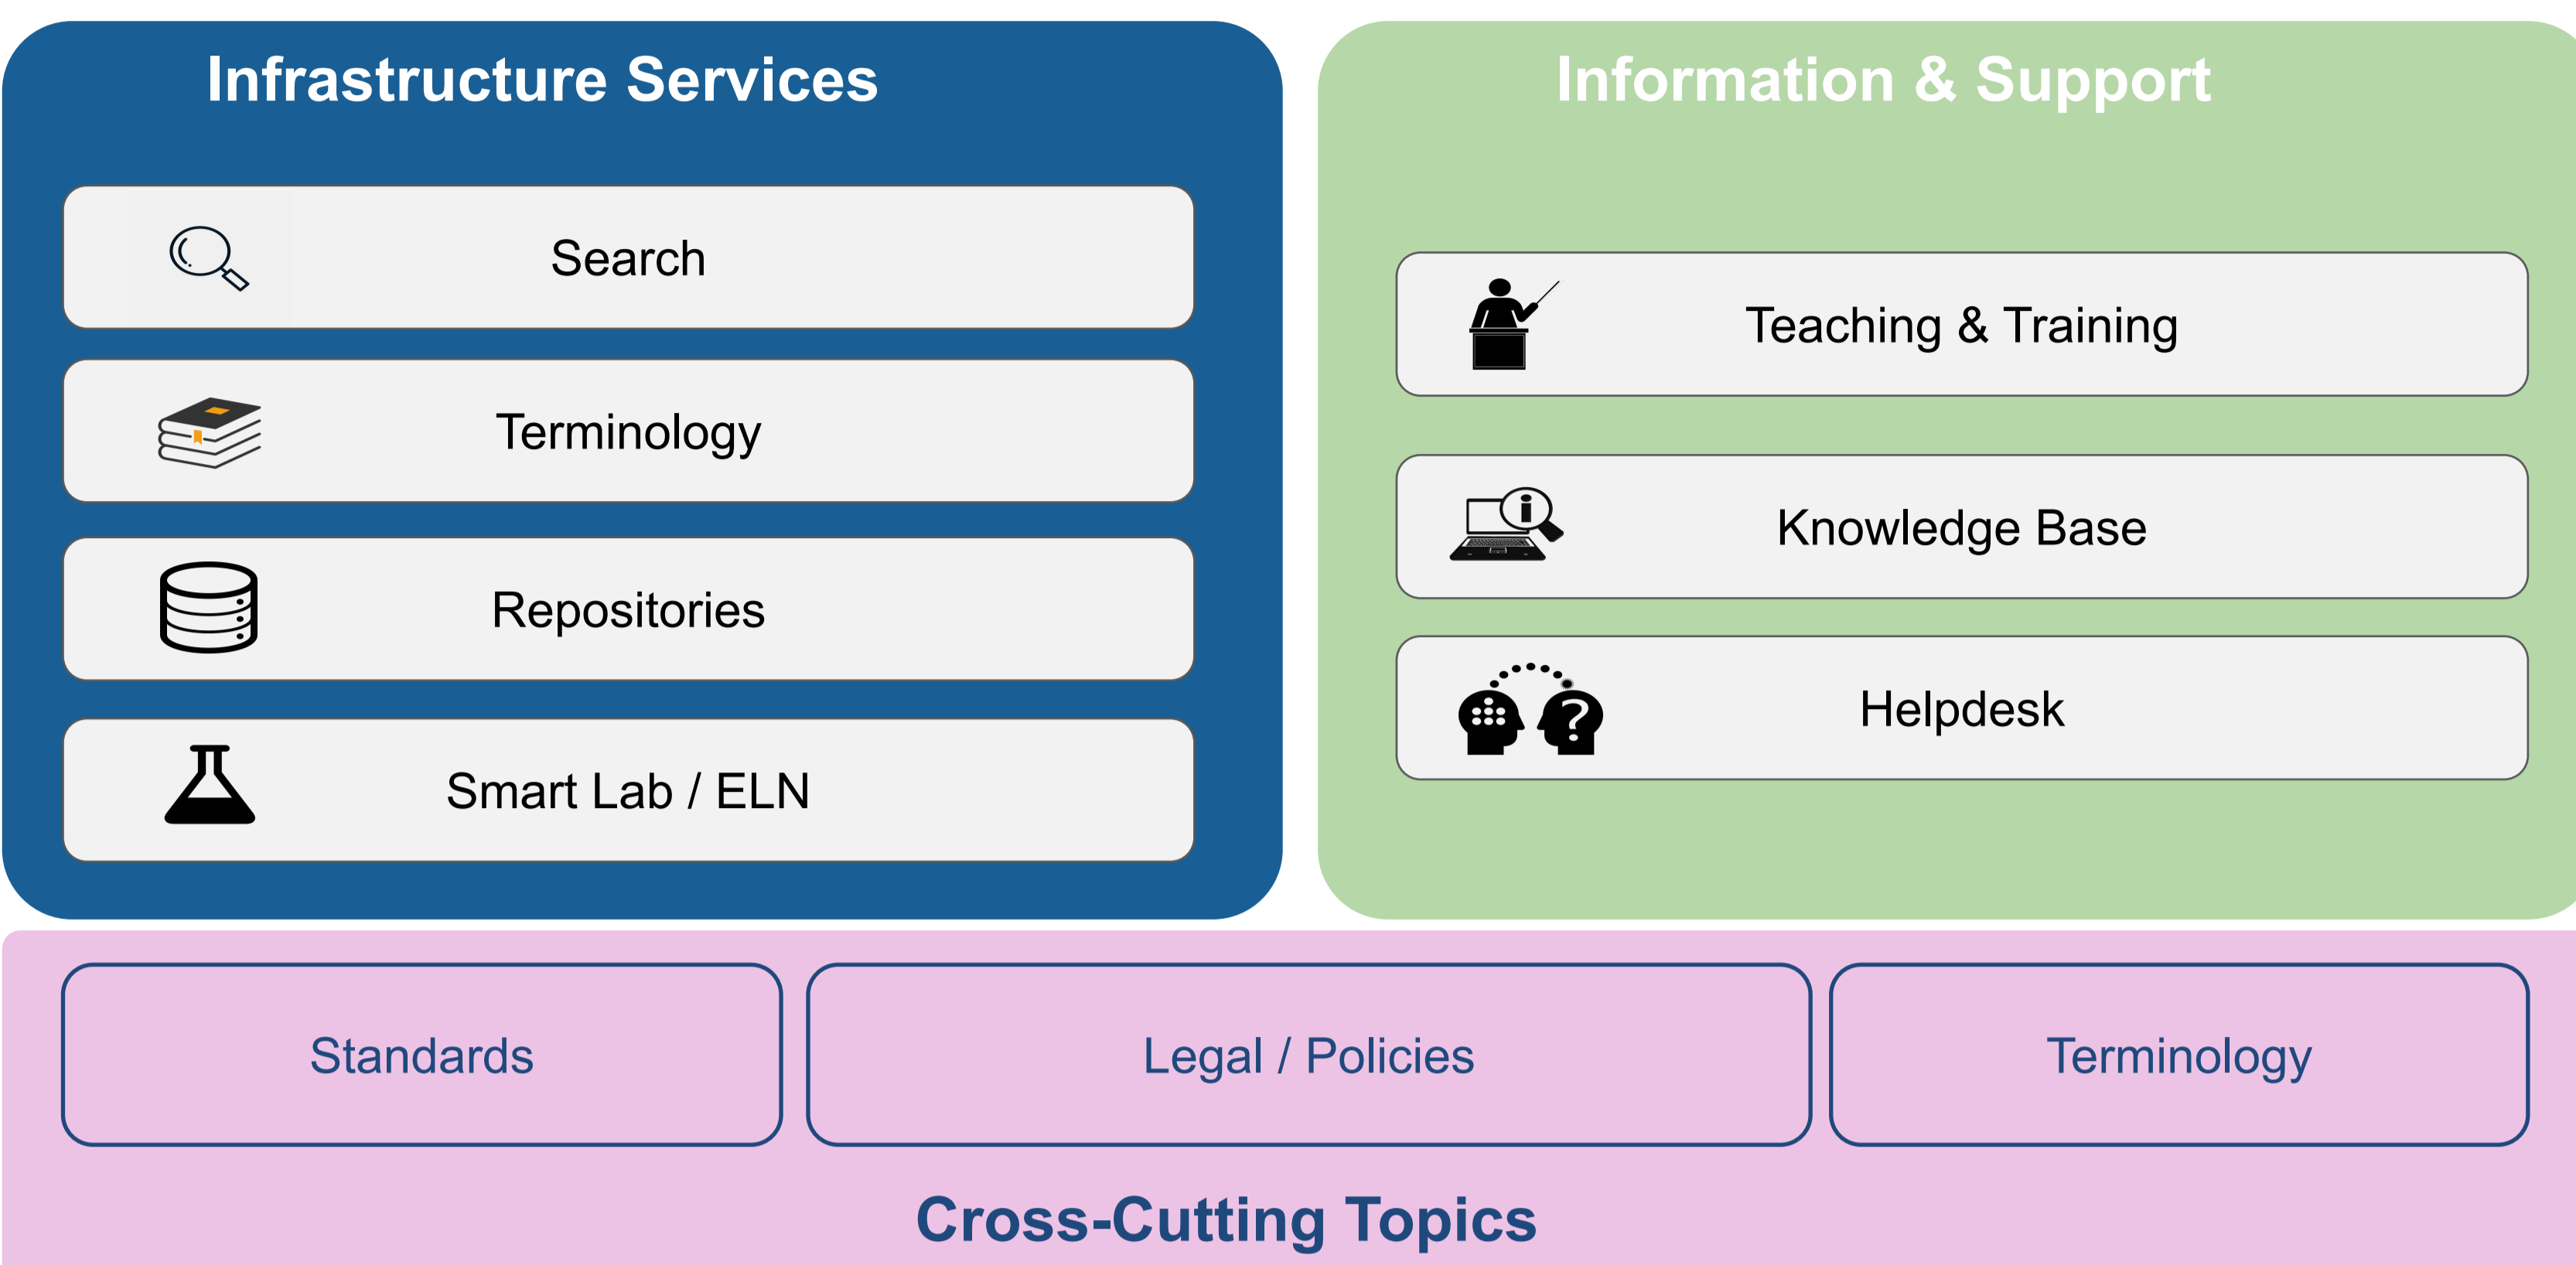 Infrastructure Services
Search
Terminology
Repositories
Smart Lab / ELN
Information & Support
Teaching & Training
Knowledge Base
Helpdesk
Standards
Legal / Policies
Terminology
Cross-Cutting Topics